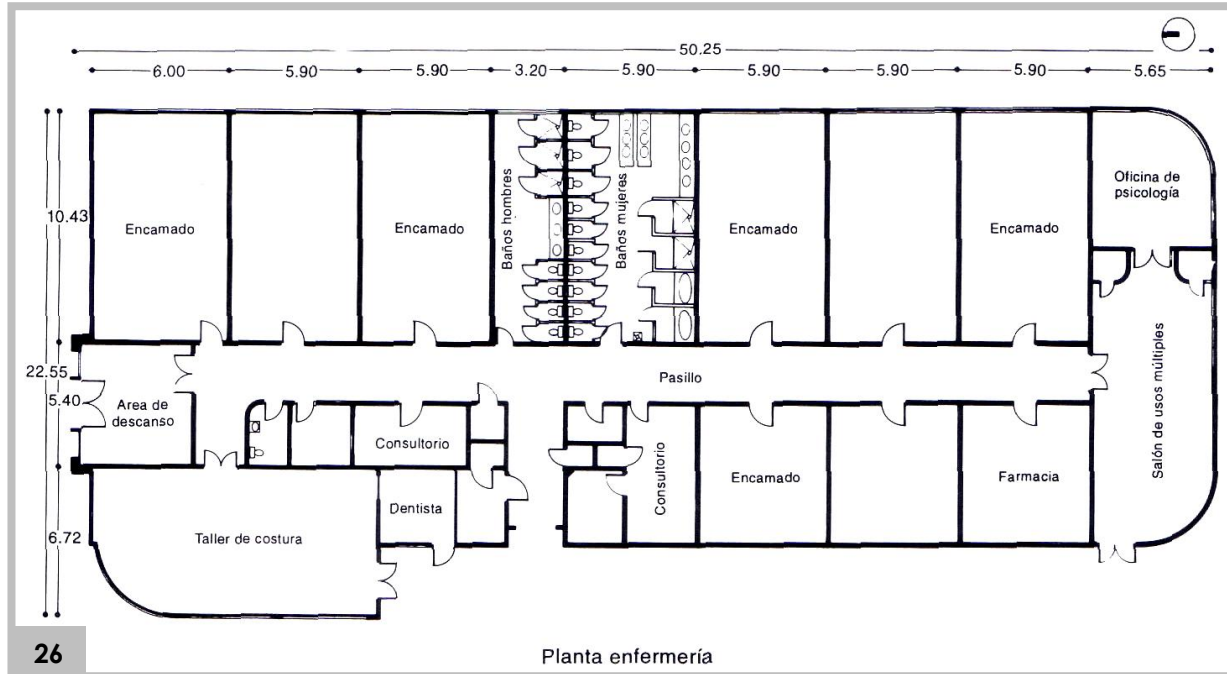 50.25
6.00 5.90 5.90 3.20 5.90 5.90 5.90 5.90 5.65
10.43
22.55
5.40
6.72
Encamado
Encamado
Baños hombres
Baños mujeres
Encamado
Encamado
Oficina de
psicología
Pasillo
Area de
descanso
Consultorio
Dentista
Taller de costura
Consultorio
Encamado
Farmacia
Salón de usos múltiples
26
Planta enfermería